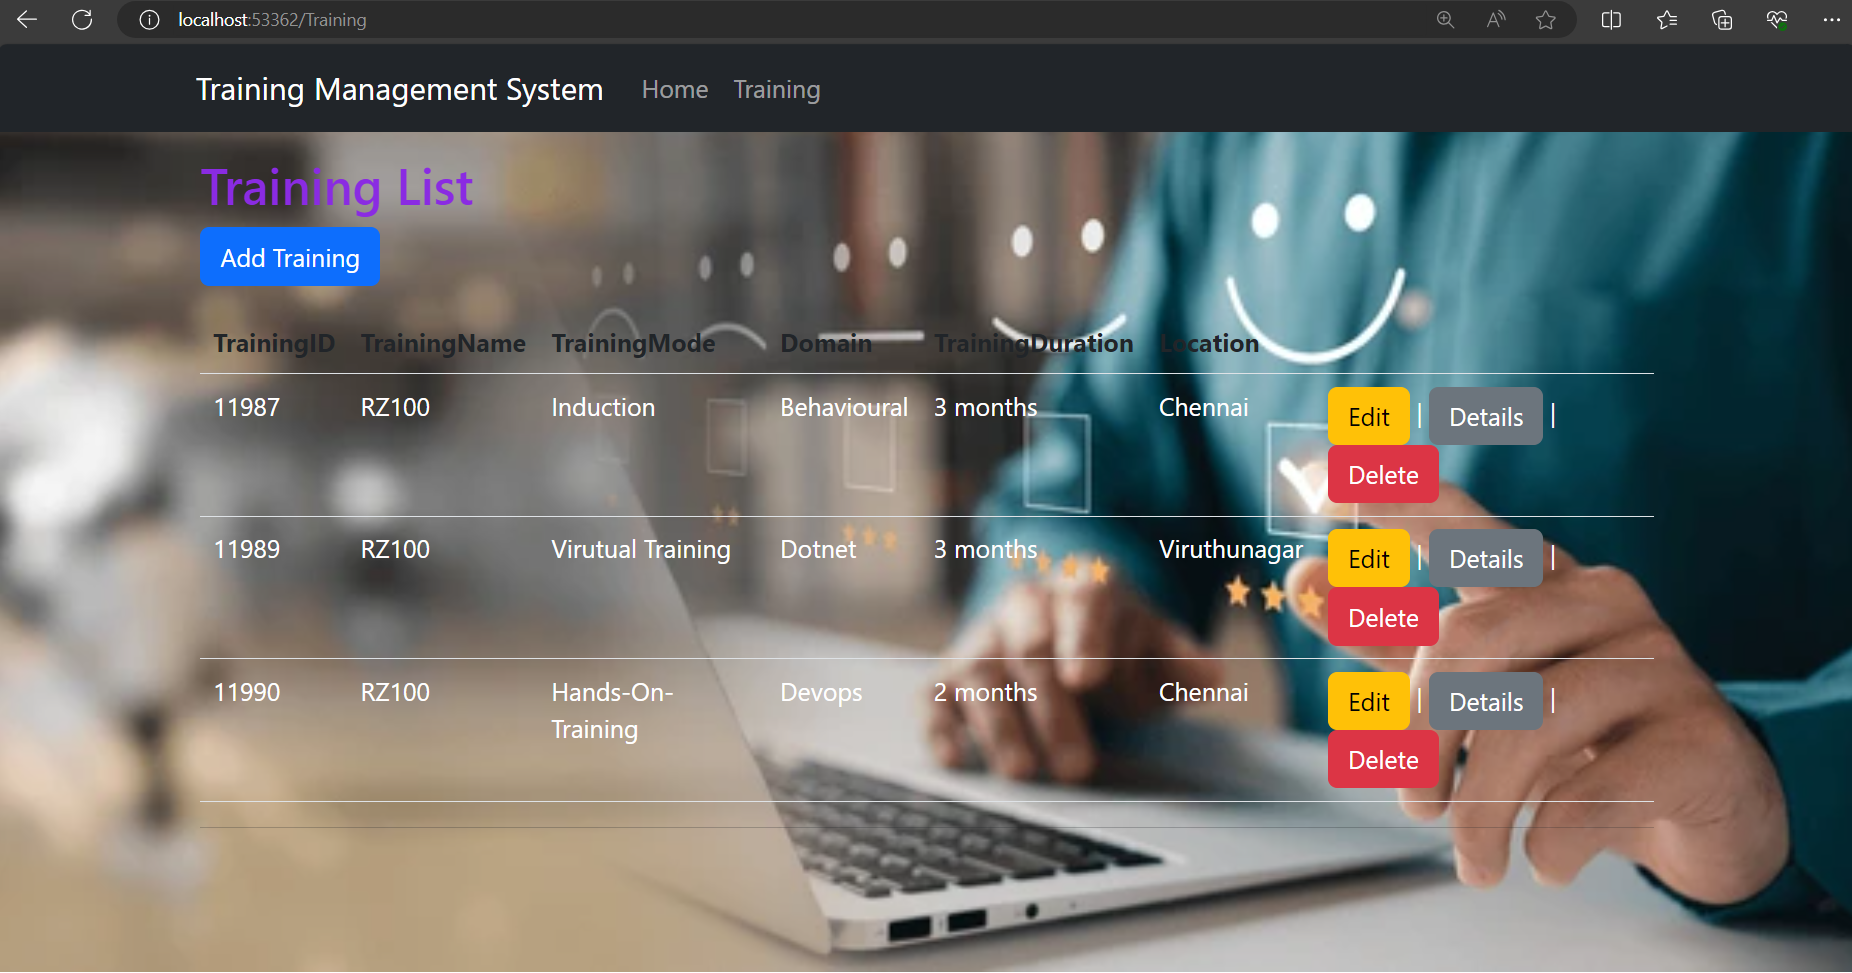 localhost:53362/Training
Training Management System Home Training
Training List
Add Training
TrainingID TrainingName TrainingMode Domain TrainingDuration Location
11987 RZ100 Induction Behavioural 3 months Chennai Edit | Details |
Delete
11989 RZ100 Virutual Training Dotnet 3 months Viruthunagar Edit | Details |
Delete
11990 RZ100 Hands-On- Devops 2 months Chennai Edit | Details |
Training
Delete